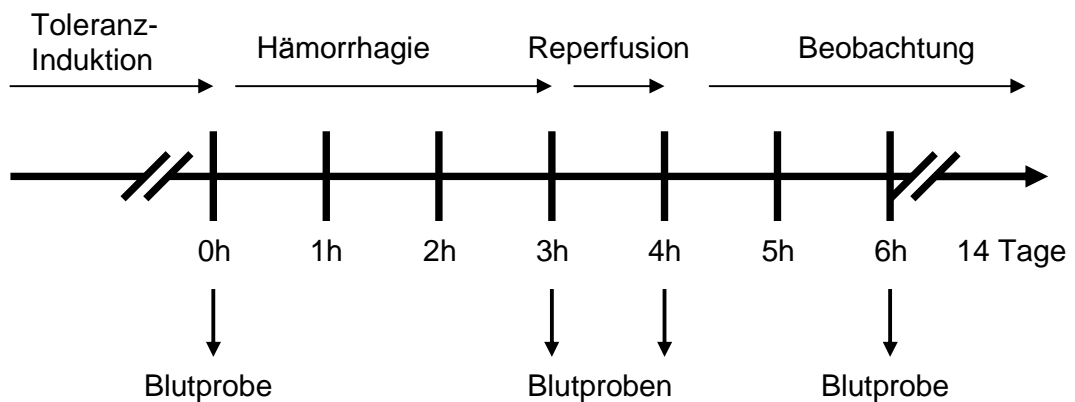 Toleranz-
Induktion
Hämorrhagie
Reperfusion
Beobachtung
0h
1h
2h
3h
4h
5h
6h
14 Tage
Blutprobe
Blutproben
Blutprobe